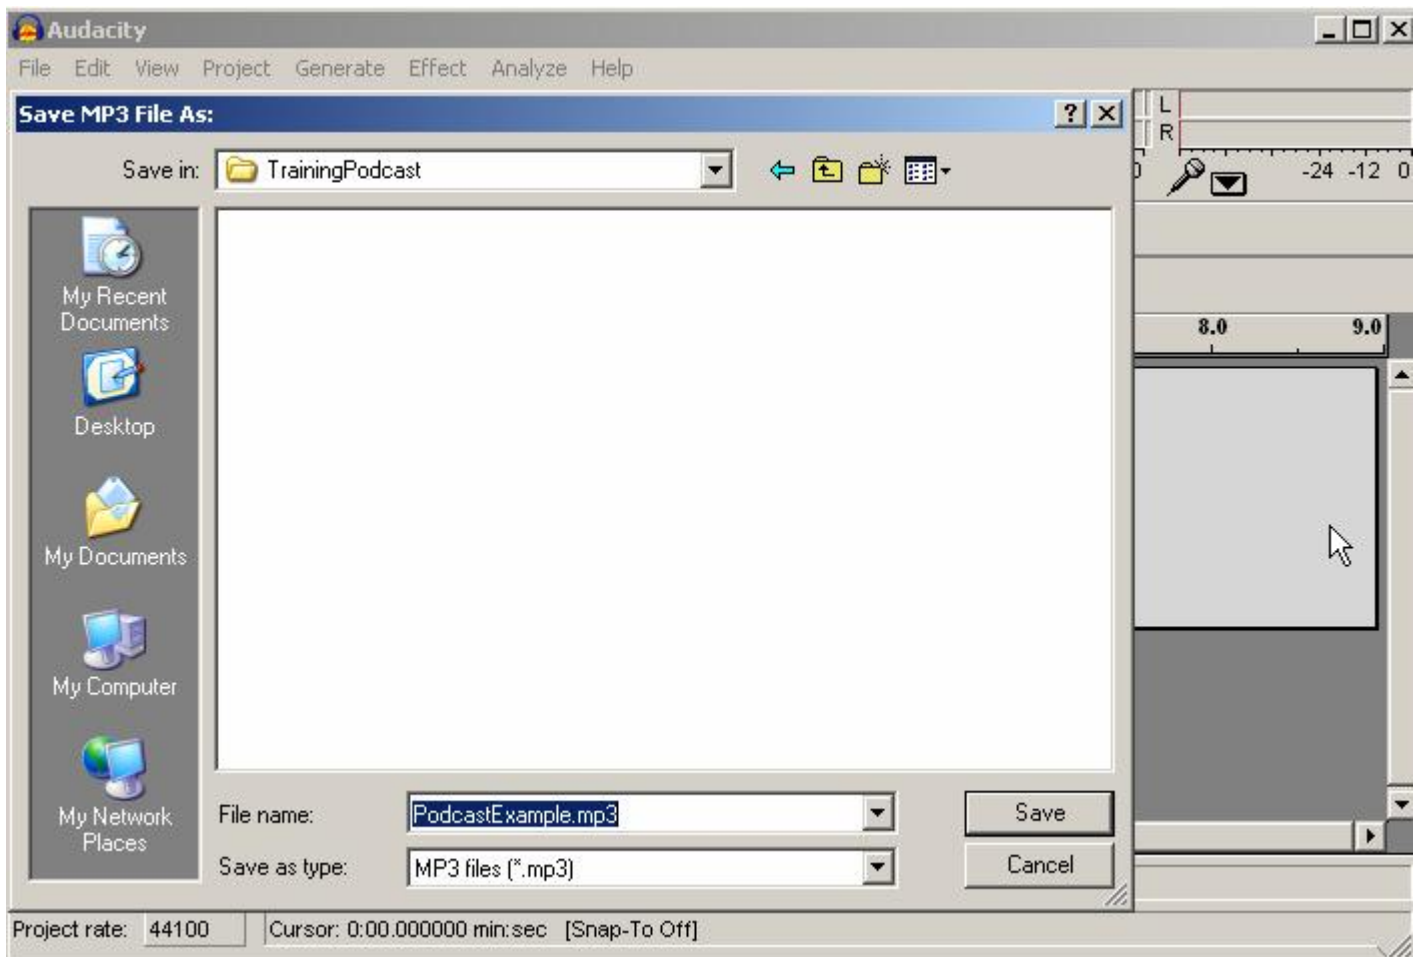 Audacity
File Edit View Project Generate Effect Analyze Help
Save MP3 File As:
L
R
-24 -12 0
Save in: TrainingPodcast
My Recent
Documents
Desktop
My Documents
My Computer
My Network
Places
8.0 9.0
File name: PodcastExample.mp3 Save
Save as type: MP3 files (*.mp3) Cancel
Project rate: 44100 Cursor: 0:00.000000 min:sec [Snap-To Off]